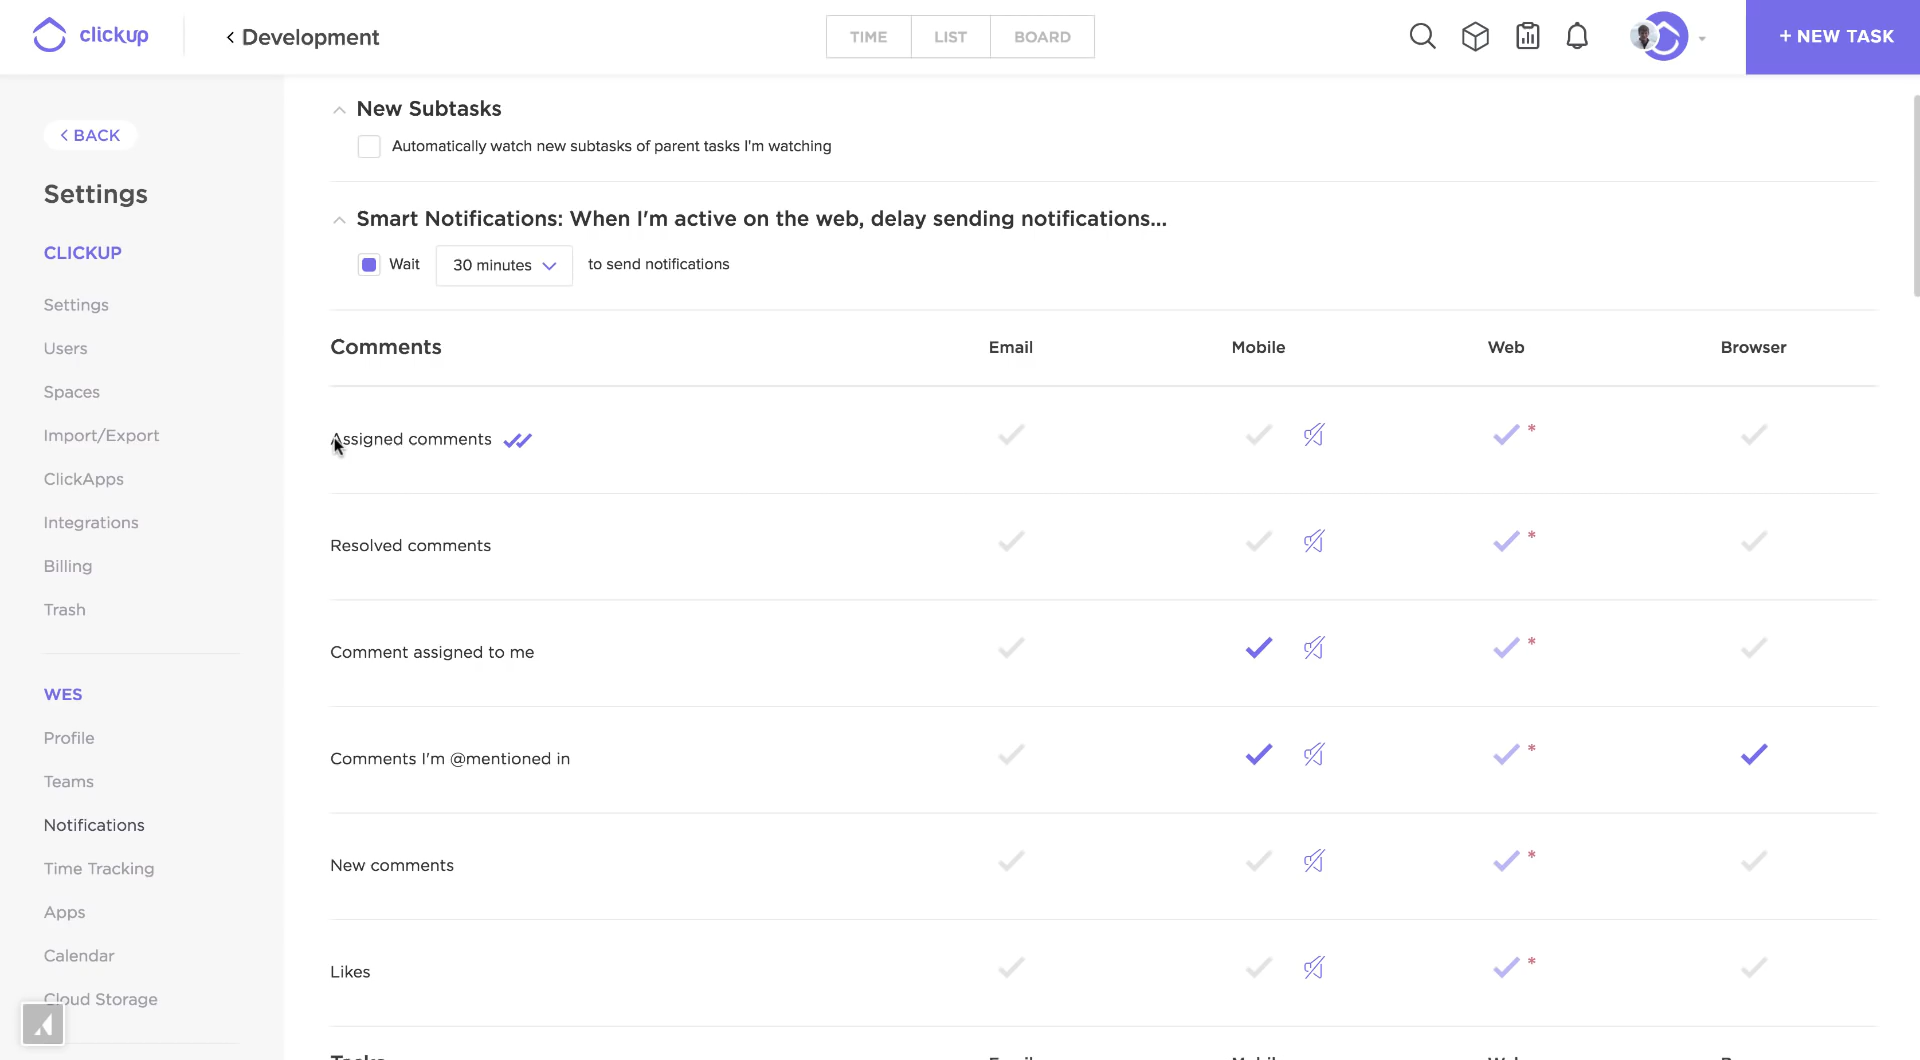 clickup
Development
TIME
LIST
BOARD
+ NEW TASK
BACK
Settings
CLICKUP
Settings
Users
Spaces
Import/Export
ClickApps
Integrations
Billing
Trash
WES
Profile
Teams
Notifications
Time Tracking
Apps
Calendar
Cloud Storage
New Subtasks
Automatically watch new subtasks of parent tasks I'm watching
Smart Notifications: When I'm active on the web, delay sending notifications...
Wait 30 minutes to send notifications
Comments Email Mobile Web Browser
Assigned comments *
Resolved comments *
Comment assigned to me *
Comments I'm @mentioned in *
New comments *
Likes *